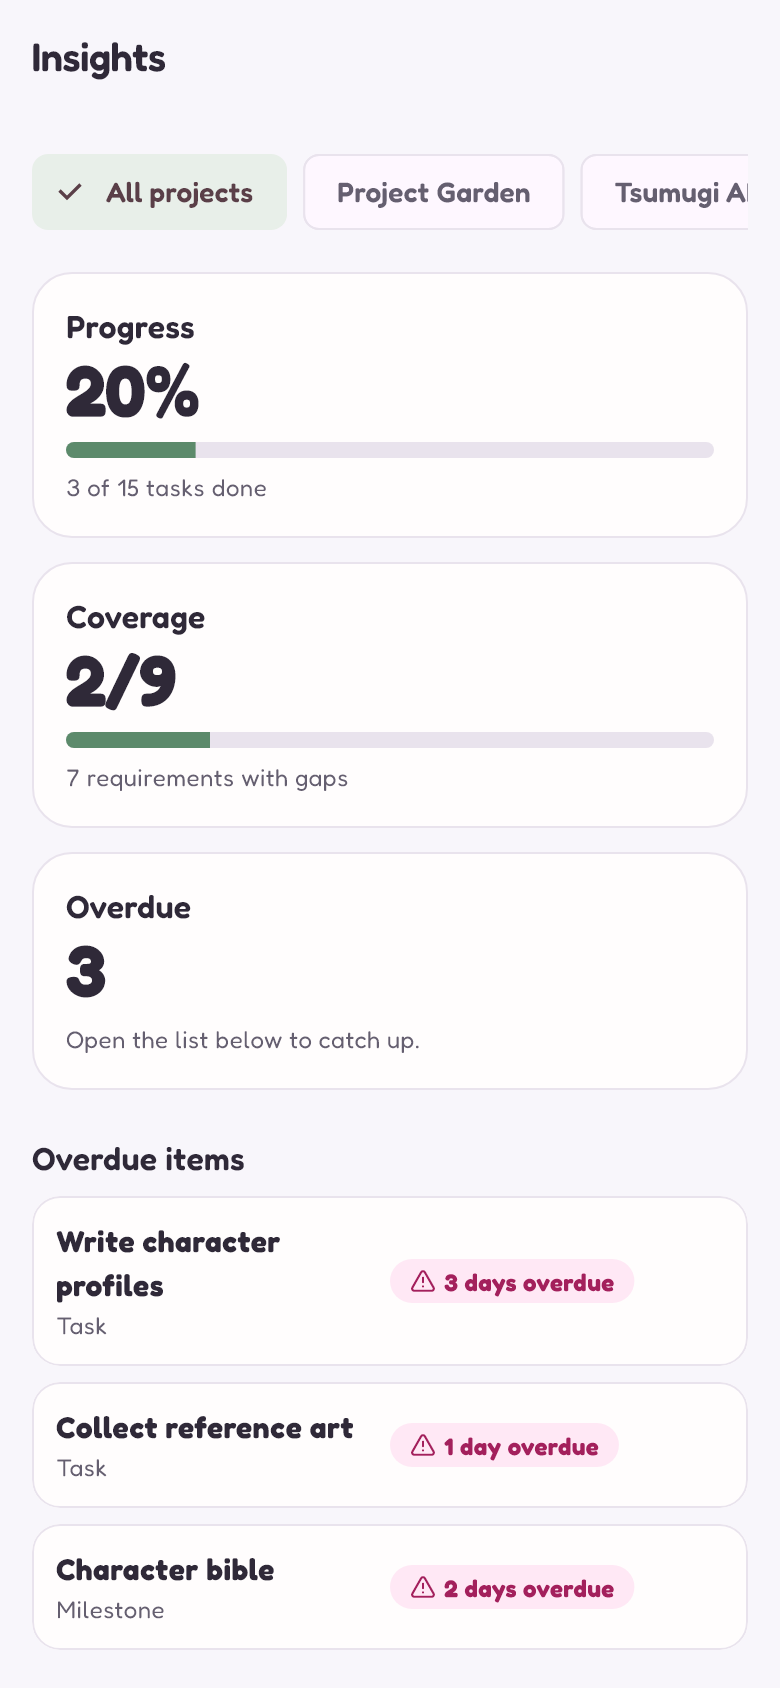 Insights
All projects
Project Garden
Tsumugi
Progress
20%
3 of 15 tasks done
Coverage
2/9
7 requirements with gaps
Overdue
3
Open the list below to catch up.
Overdue items
Write character
profiles
Task
3 days overdue
Collect reference art
Task
1 day overdue
Character bible
Milestone
2 days overdue